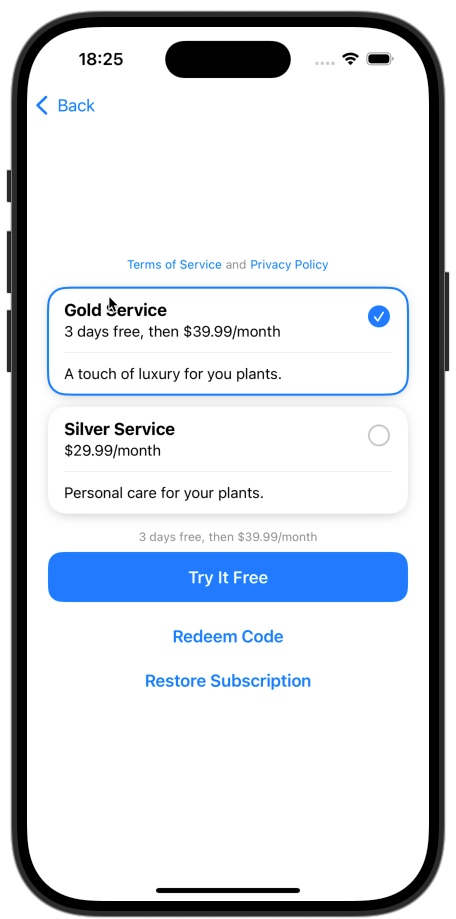 18:25
Back
Terms of Service and Privacy Policy
Gold Service
3 days free, then $39.99/month
A touch of luxury for you plants.
Silver Service
$29.99/month
Personal care for your plants.
3 days free, then $39.99/month
Try It Free
Redeem Code
Restore Subscription